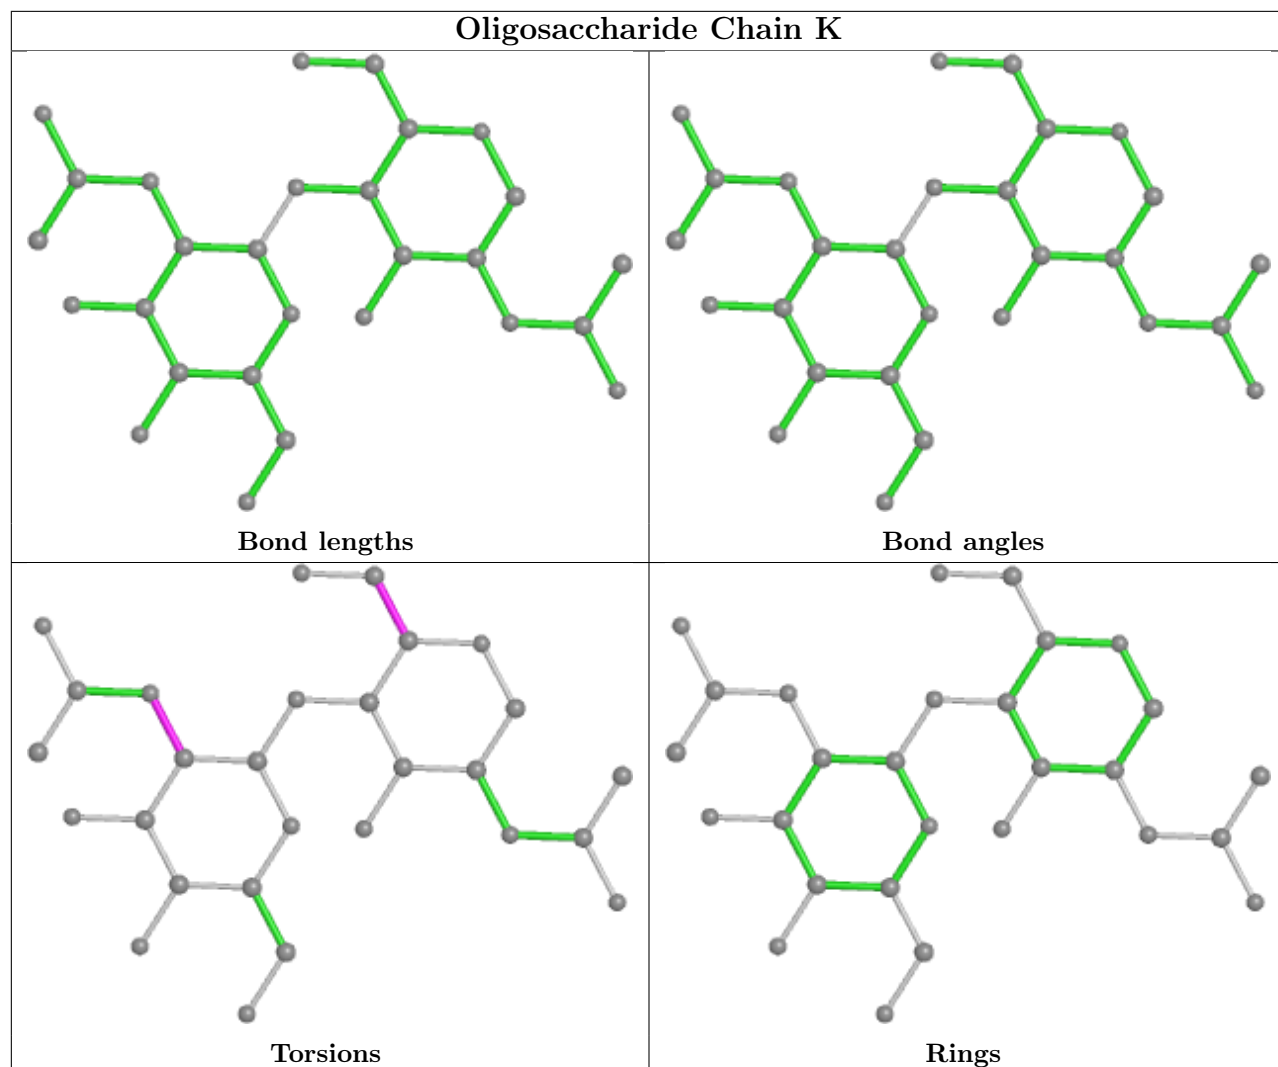 Oligosaccharide Chain K
Bond lengths
Bond angles
Torsions
Rings